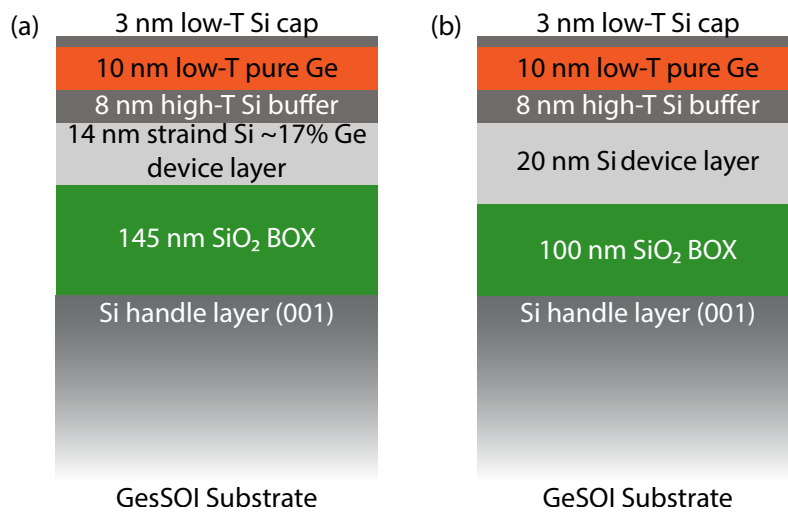 (a)
3 nm low-T Si cap
10 nm low-T pure Ge
8 nm high-T Si buffer
14 nm straind Si ~17% Ge
device layer
145 nm SiO₂ BOX
Si handle layer (001)
GesSOI Substrate
(b)
3 nm low-T Si cap
10 nm low-T pure Ge
8 nm high-T Si buffer
20 nm Si device layer
100 nm SiO₂ BOX
Si handle layer (001)
GeSOI Substrate